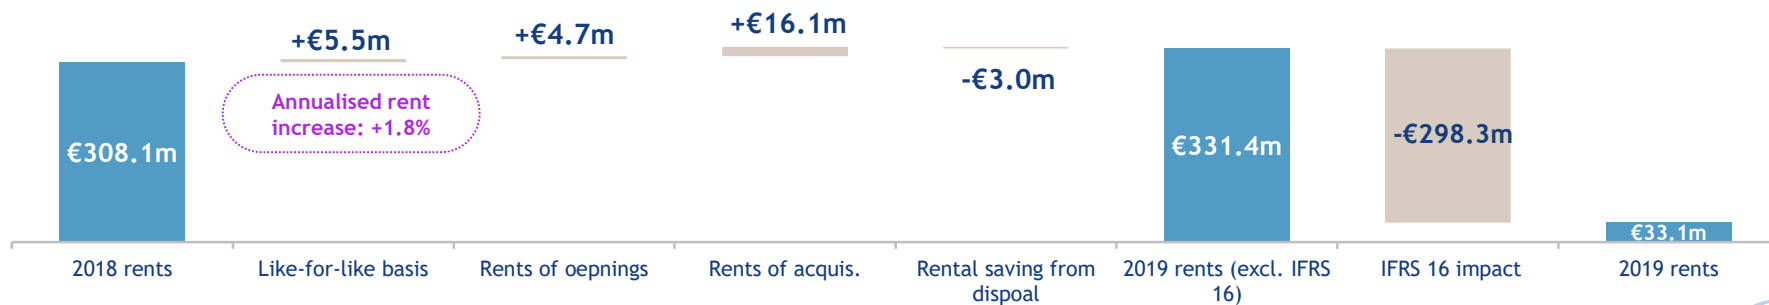 +€5.5m
+€4.7m
+€16.1m
-€3.0m
Annualised rent
increase: +1.8%
€308.1m
€331.4m
-€298.3m
€33.1m
2018 rents
Like-for-like basis
Rents of oepnings
Rents of acquis.
Rental saving from
dispoal
2019 rents (excl. IFRS
16)
IFRS 16 impact
2019 rents